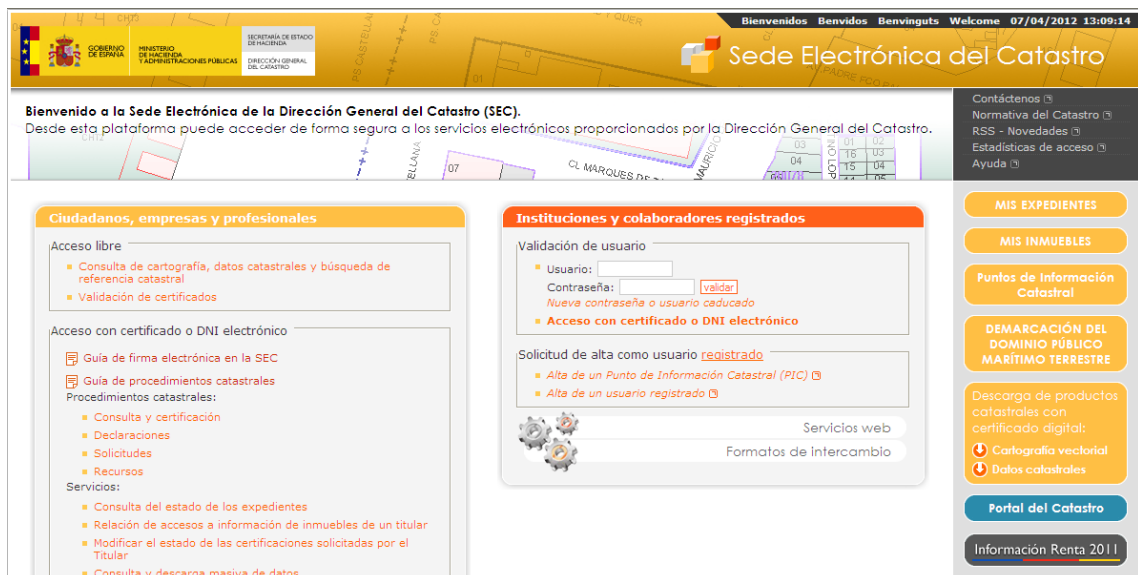 Bienvenidos Benvidos Benvinguts Welcome 07/04/2012 13:09:14
GOBIERNO
DE ESPAÑA
MINISTERIO
DE HACIENDA
Y ADMINISTRACIONES PÚBLICAS
SECRETARÍA DE ESTADO
DE HACIENDA
DIRECCIÓN GENERAL
DEL CATASTRO
Sede Electrónica del Catastro
Bienvenido a la Sede Electrónica de la Dirección General del Catastro (SEC).
Desde esta plataforma puede acceder de forma segura a los servicios electrónicos proporcionados por la Dirección General del Catastro.
07
CL MARQUES
Contáctenos
Normativa del Catastro
RSS - Novedades
Estadísticas de acceso
Ayuda
Ciudadanos, empresas y profesionales
Acceso libre
Consulta de cartografía, datos catastrales y búsqueda de
referencia catastral
Validación de certificados
Acceso con certificado o DNI electrónico
Guía de firma electrónica en la SEC
Guía de procedimientos catastrales
Procedimientos catastrales:
Consulta y certificación
Declaraciones
Solicitudes
Recursos
Servicios:
Consulta del estado de los expedientes
Relación de accesos a información de inmuebles de un titular
Modificar el estado de las certificaciones solicitadas por el
Titular
Consulta y descarga masiva de datos
Instituciones y colaboradores registrados
Validación de usuario
Usuario:
Contraseña: validar
Nueva contraseña o usuario caducado
Acceso con certificado o DNI electrónico
Solicitud de alta como usuario registrado
Alta de un Punto de Información Catastral (PIC)
Alta de un usuario registrado
Servicios web
Formatos de intercambio
MIS EXPEDIENTES
MIS INMUEBLES
Puntos de Información
Catastral
DEMARCACIÓN DEL
DOMINIO PÚBLICO
MARÍTIMO TERRESTRE
Descarga de productos
catastrales con
certificado digital:
Cartografía vectorial
Datos catastrales
Portal del Catastro
Información Renta 2011